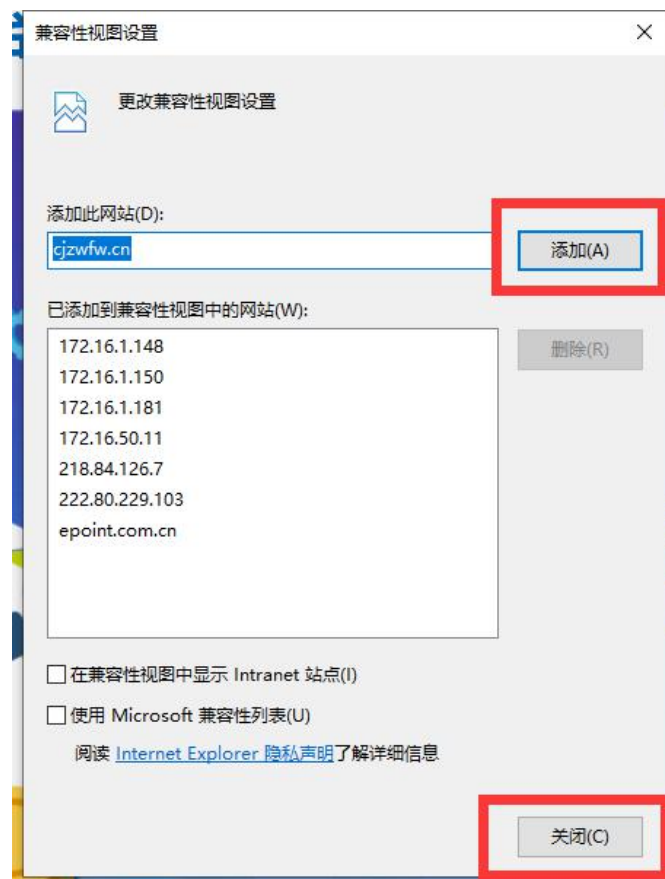 兼容性视图设置
更改兼容性视图设置
添加此网站(D):
cjzwfw.cn
添加(A)
已添加到兼容性视图中的网站(W):
172.16.1.148
删除(R)
172.16.1.150
172.16.1.181
172.16.50.11
218.84.126.7
222.80.229.103
epoint.com.cn
在兼容性视图中显示 Intranet 站点(I)
使用 Microsoft 兼容性列表(U)
阅读 Internet Explorer 隐私声明了解详细信息
关闭(C)